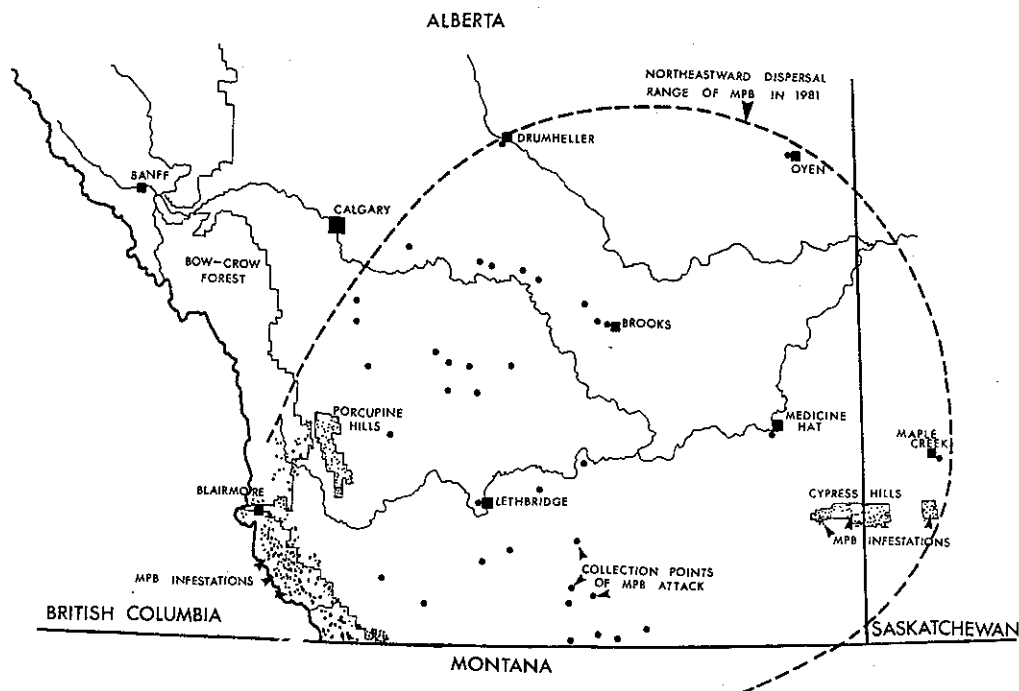 ALBERTA
NORTHEASTWARD DISPERSAL
RANGE OF MPB IN 1981
DRUMHELLER
OYEN
BANFF
CALGARY
BOW-CROW
FOREST
BROOKS
PORCUPINE
HILLS
MEDICINE
HAT
MAPLE
CREEK
BLAIRMORE
LETHBRIDGE
CYPRESS HILLS
MPB INFESTATIONS
MPB INFESTATIONS
COLLECTION POINTS
OF MPB ATTACK
BRITISH COLUMBIA
SASKATCHEWAN
MONTANA